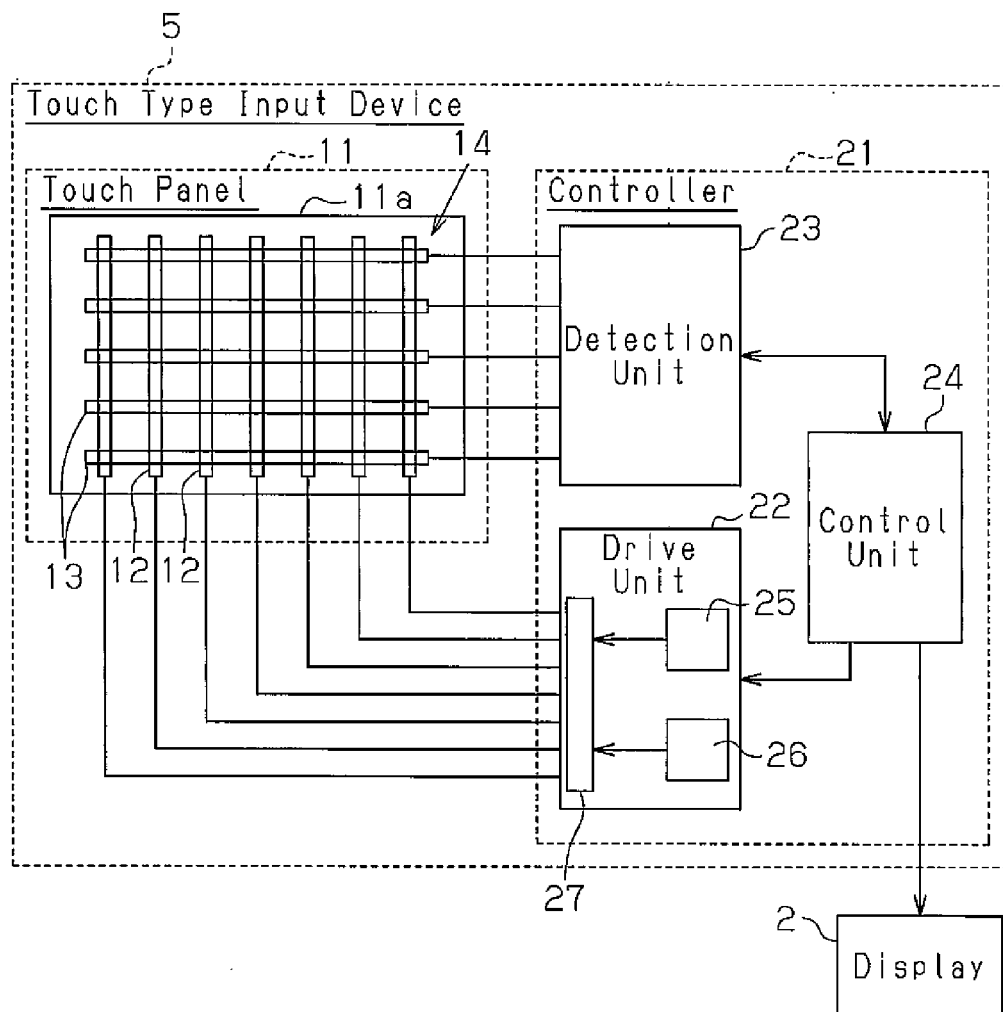 5
Touch Type Input Device
11
14
21
Touch Panel
11a
Controller
23
Detection
Unit
24
Control
Unit
22
Drive
Unit
13
12
12
25
26
27
2
Display